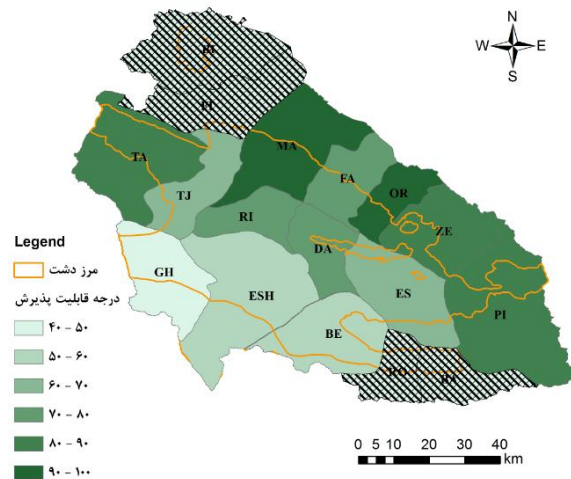 N
W E
S
BI
EI
MA
TA
FA
OR
TJ
RI
ZE
DA
GH
ESH
ES
BE
PI
Legend
مرز دشت
درجه قابلیت پذیرش
۴۰ - ۵۰
۵۰ - ۶۰
۶۰ - ۷۰
۷۰ - ۸۰
۸۰ - ۹۰
۹۰ - ۱۰۰
0 5 10 20 30 40
km